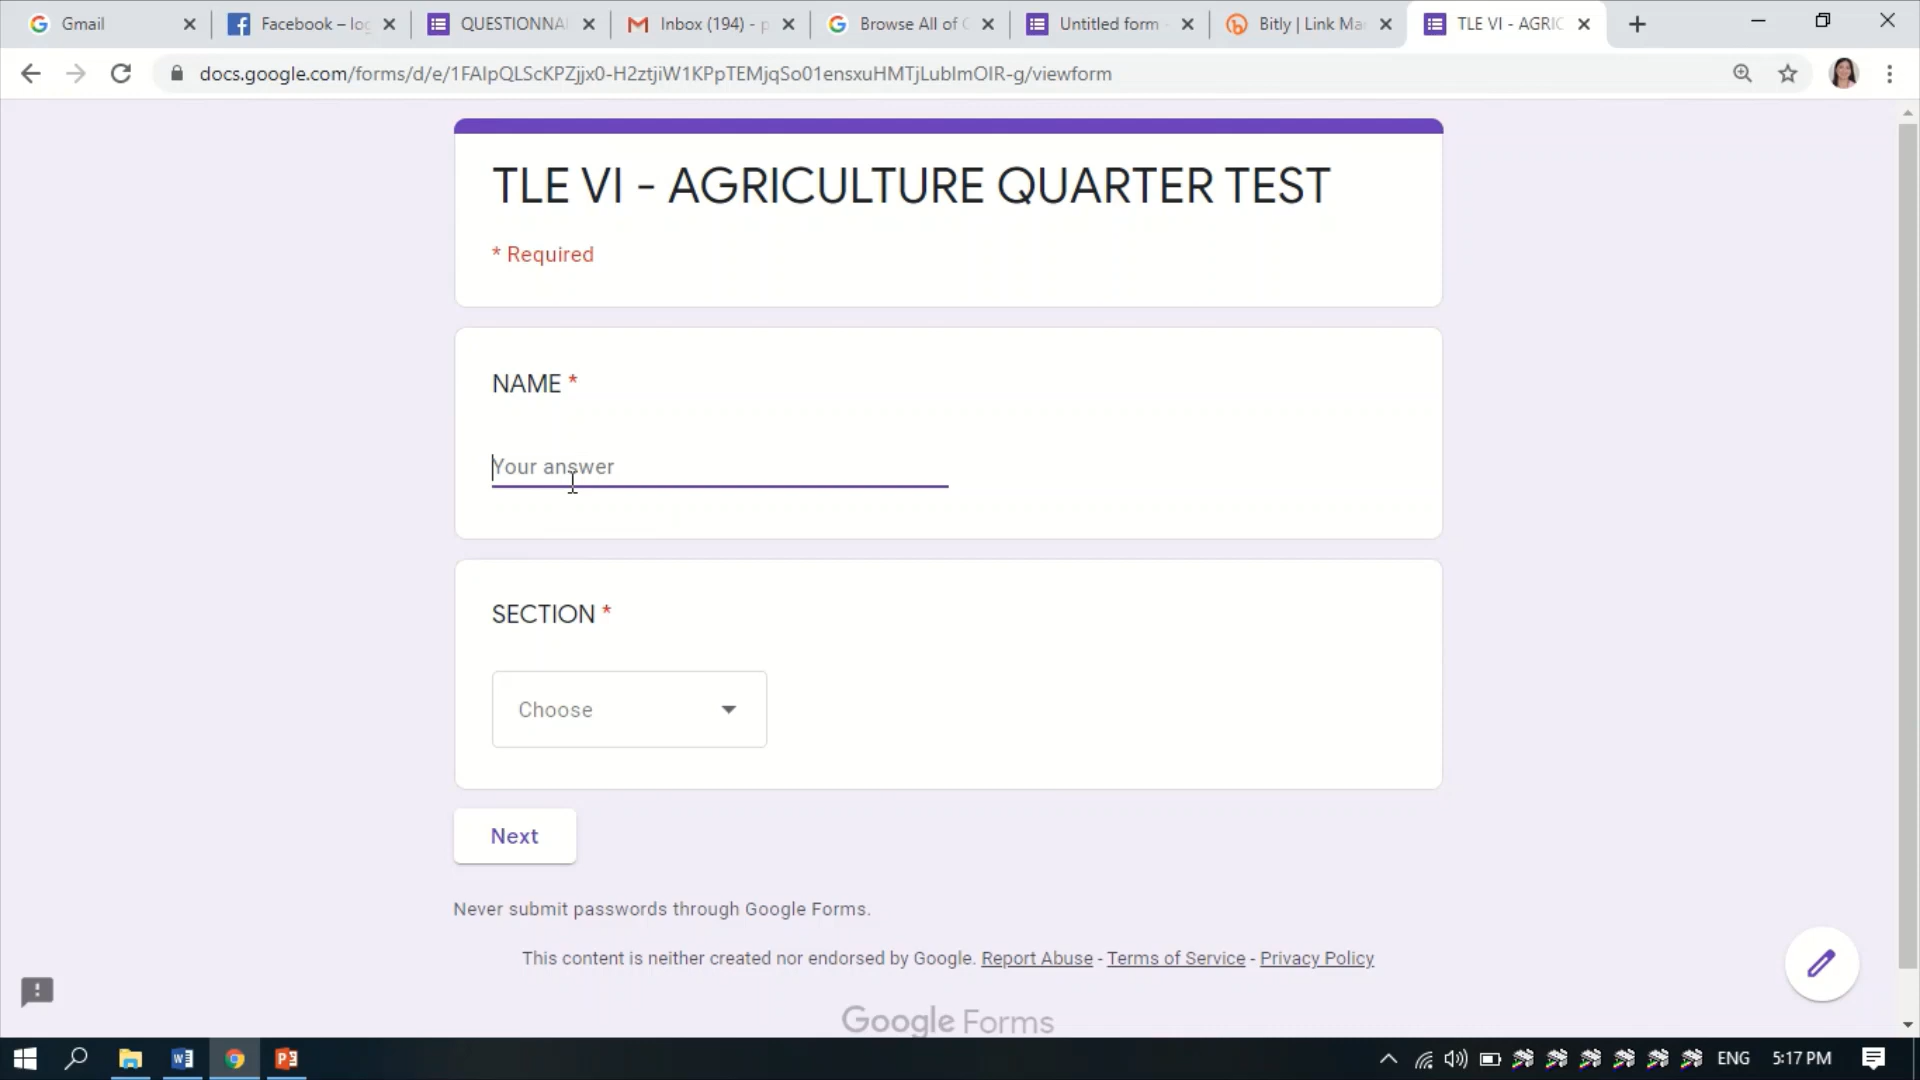 Gmail
Facebook – log
QUESTIONNAI
Inbox (194) - p
Browse All of G
Untitled form -
Bitly | Link Ma
TLE VI - AGRIC
docs.google.com/forms/d/e/1FAIpQLScKPZjjx0-H2ztjiW1KPpTEMjqSo01ensxuHMTjLubImOIR-g/viewform
TLE VI - AGRICULTURE QUARTER TEST
* Required
NAME *
Your answer
SECTION *
Choose
Next
Never submit passwords through Google Forms.
This content is neither created nor endorsed by Google. Report Abuse - Terms of Service - Privacy Policy
Google Forms
ENG
5:17 PM